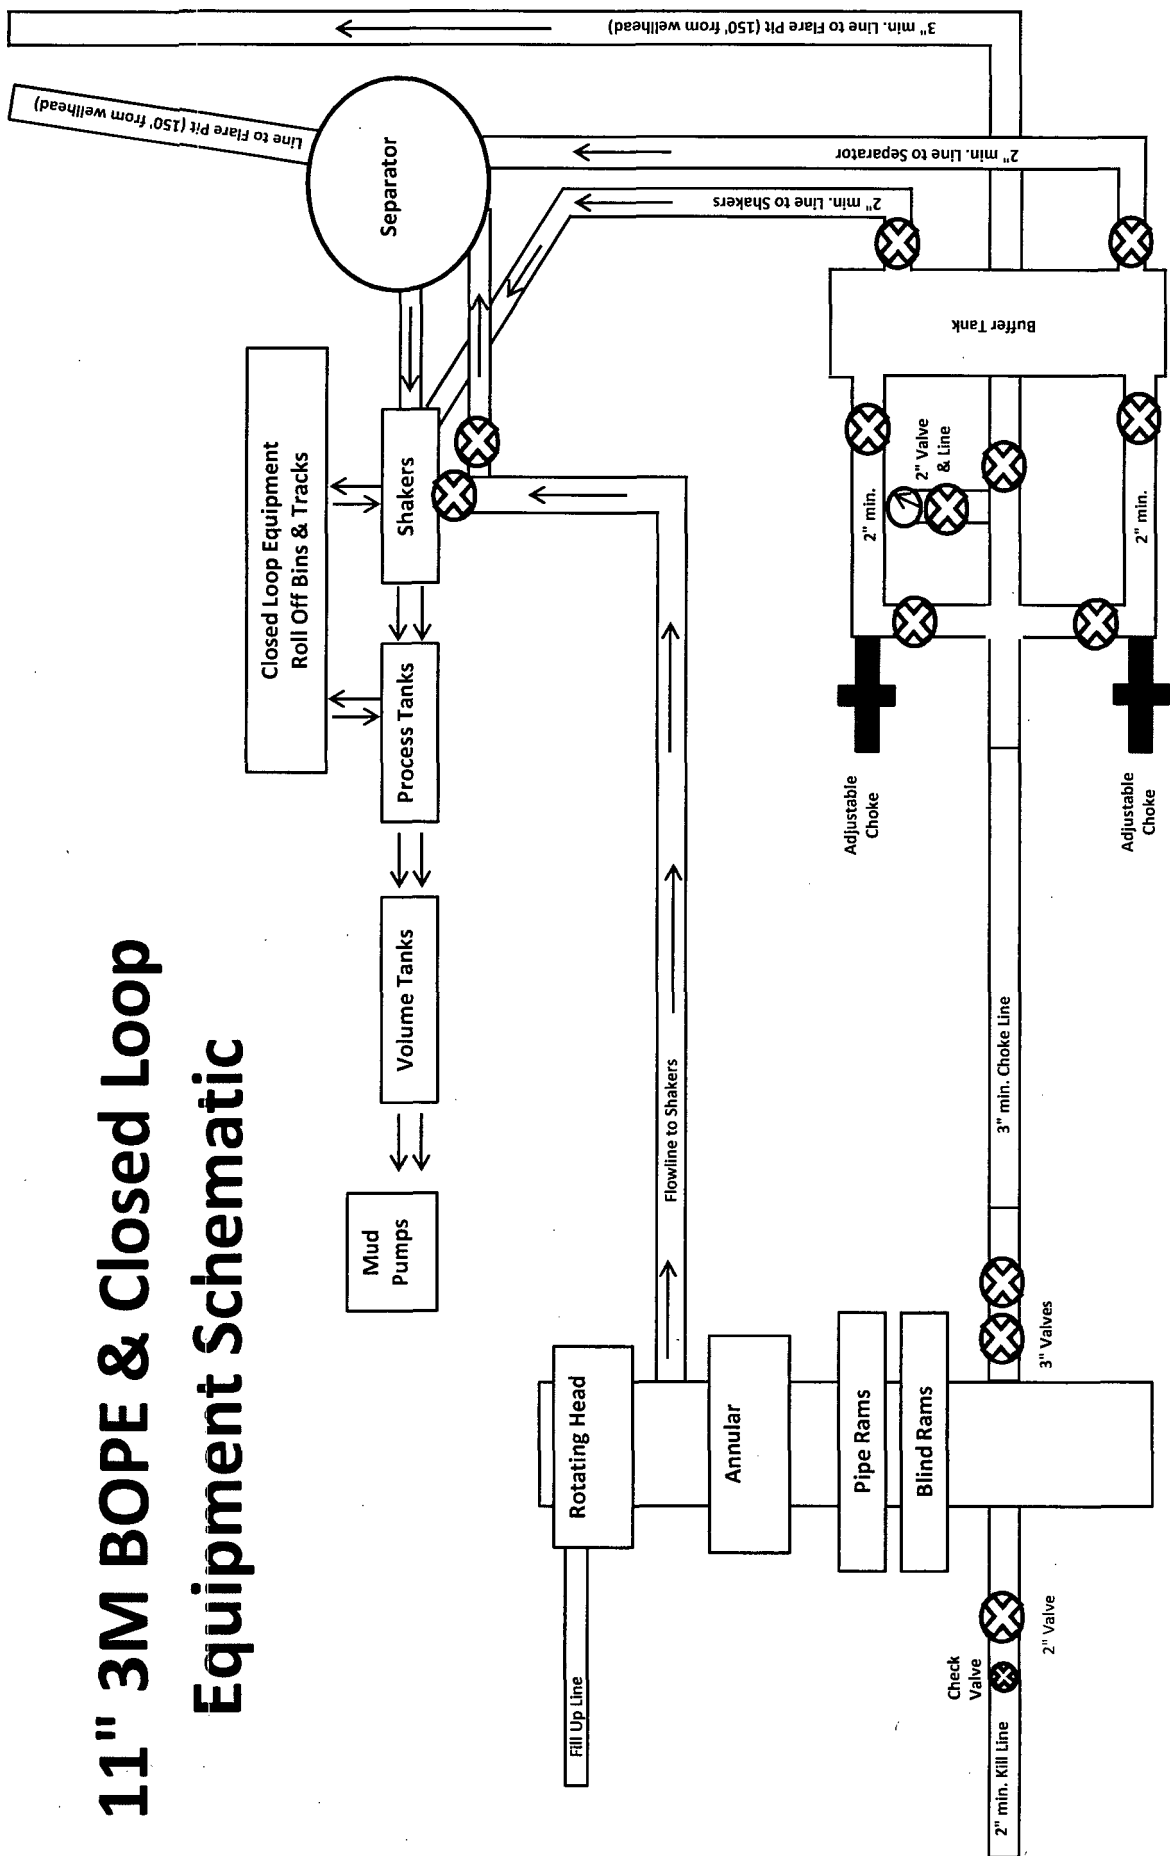 11" 3M BOPE & Closed Loop
Equipment Schematic
Closed Loop Equipment
Roll Off Bins & Tracks
Mud
Pumps
Volume Tanks
Process Tanks
Shakers
Separator
Line to Flare Pit (150' from wellhead)
3" min. Line to Flare Pit (150' from wellhead)
Fill Up Line
Rotating Head
Flowline to Shakers
2" min. Line to Shakers
2" min. Line to Separator
Annular
Pipe Rams
Blind Rams
Adjustable
Choke
2" min.
2" Valve
& Line
Buffer Tank
Check
Valve
2" min. Kill Line
2" Valve
3" Valves
3" min. Choke Line
2" min.
Adjustable
Choke